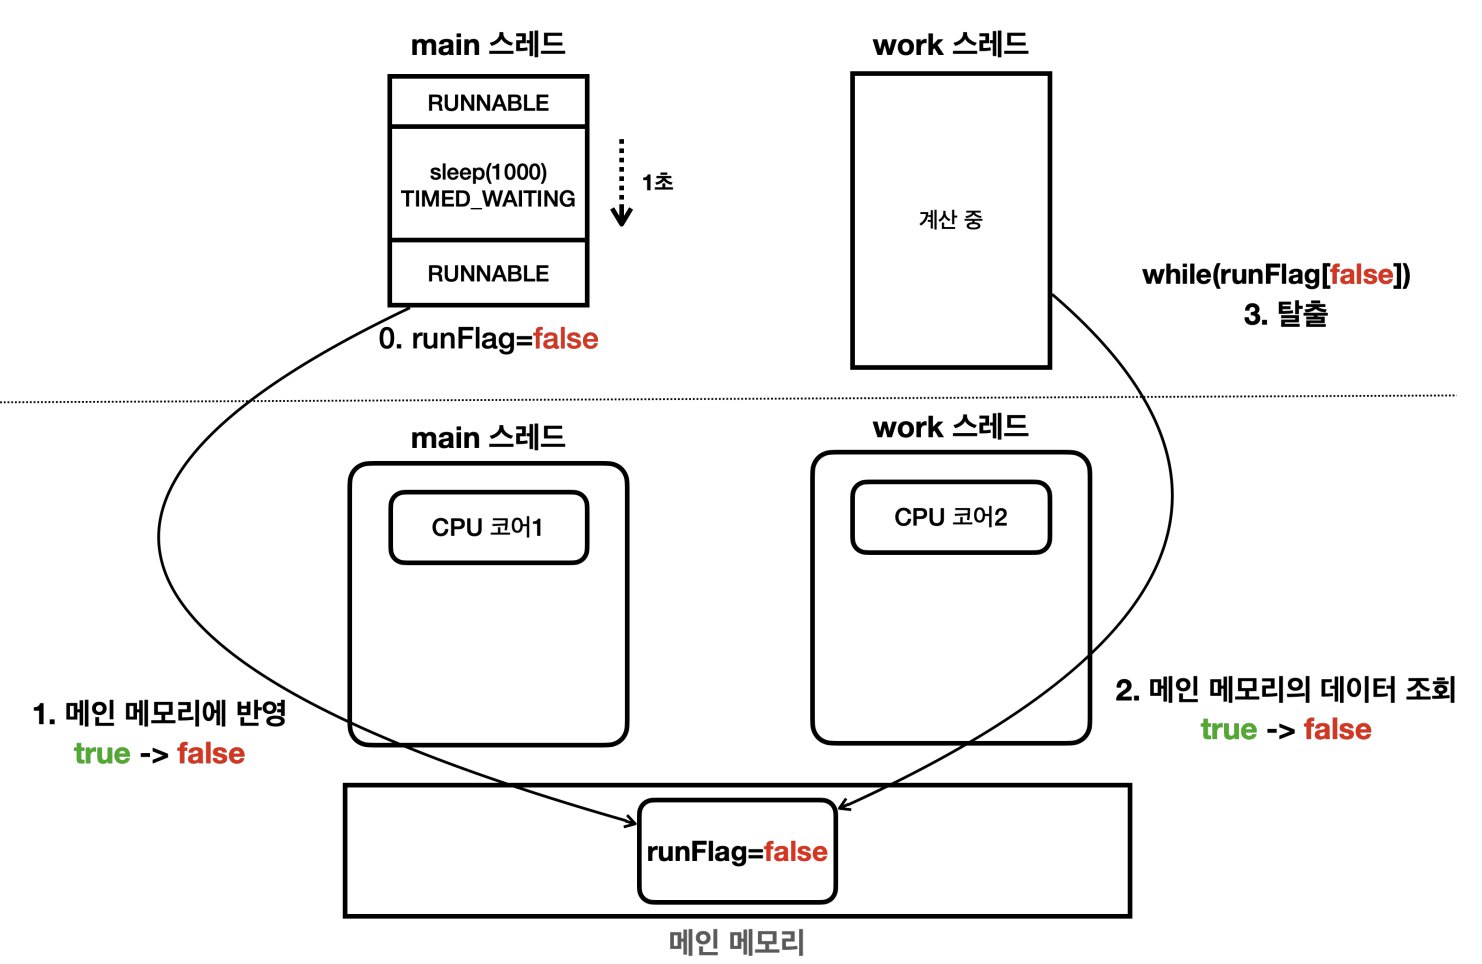 main 스레드
RUNNABLE
sleep(1000)
TIMED_WAITING
1초
RUNNABLE
0. runFlag=false
work 스레드
계산 중
while(runFlag[false])
3. 탈출
main 스레드
CPU 코어1
work 스레드
CPU 코어2
1. 메인 메모리에 반영
true -> false
2. 메인 메모리의 데이터 조회
true -> false
runFlag=false
메인 메모리